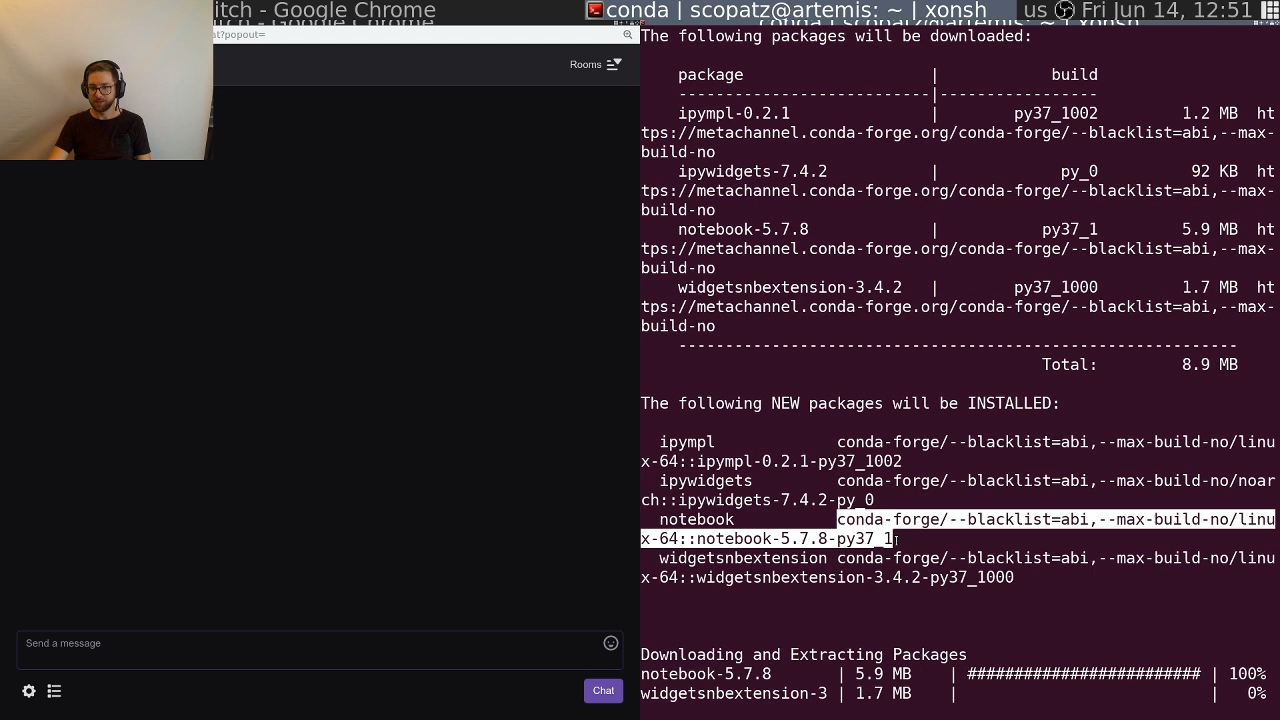 itch - Google Chrome
conda | scopatz@artemis: ~ | xonsh
us
Fri Jun 14, 12:51
at?popout=
Rooms
Send a message
Chat
The following packages will be downloaded:
package | build
---------------------------|-----------------
ipympl-0.2.1 | py37_1002 1.2 MB ht
tps://metachannel.conda-forge.org/conda-forge/--blacklist=abi,--max-
build-no
ipywidgets-7.4.2 | py_0 92 KB ht
tps://metachannel.conda-forge.org/conda-forge/--blacklist=abi,--max-
build-no
notebook-5.7.8 | py37_1 5.9 MB ht
tps://metachannel.conda-forge.org/conda-forge/--blacklist=abi,--max-
build-no
widgetsnbextension-3.4.2 | py37_1000 1.7 MB ht
tps://metachannel.conda-forge.org/conda-forge/--blacklist=abi,--max-
build-no
------------------------------------------------------------
Total: 8.9 MB
The following NEW packages will be INSTALLED:
ipympl conda-forge/--blacklist=abi,--max-build-no/linu
x-64::ipympl-0.2.1-py37_1002
ipywidgets conda-forge/--blacklist=abi,--max-build-no/noar
ch::ipywidgets-7.4.2-py_0
notebook conda-forge/--blacklist=abi,--max-build-no/linu
x-64::notebook-5.7.8-py37_1
widgetsnbextension conda-forge/--blacklist=abi,--max-build-no/linu
x-64::widgetsnbextension-3.4.2-py37_1000
Downloading and Extracting Packages
notebook-5.7.8 | 5.9 MB | ######################### | 100%
widgetsnbextension-3 | 1.7 MB | | 0%